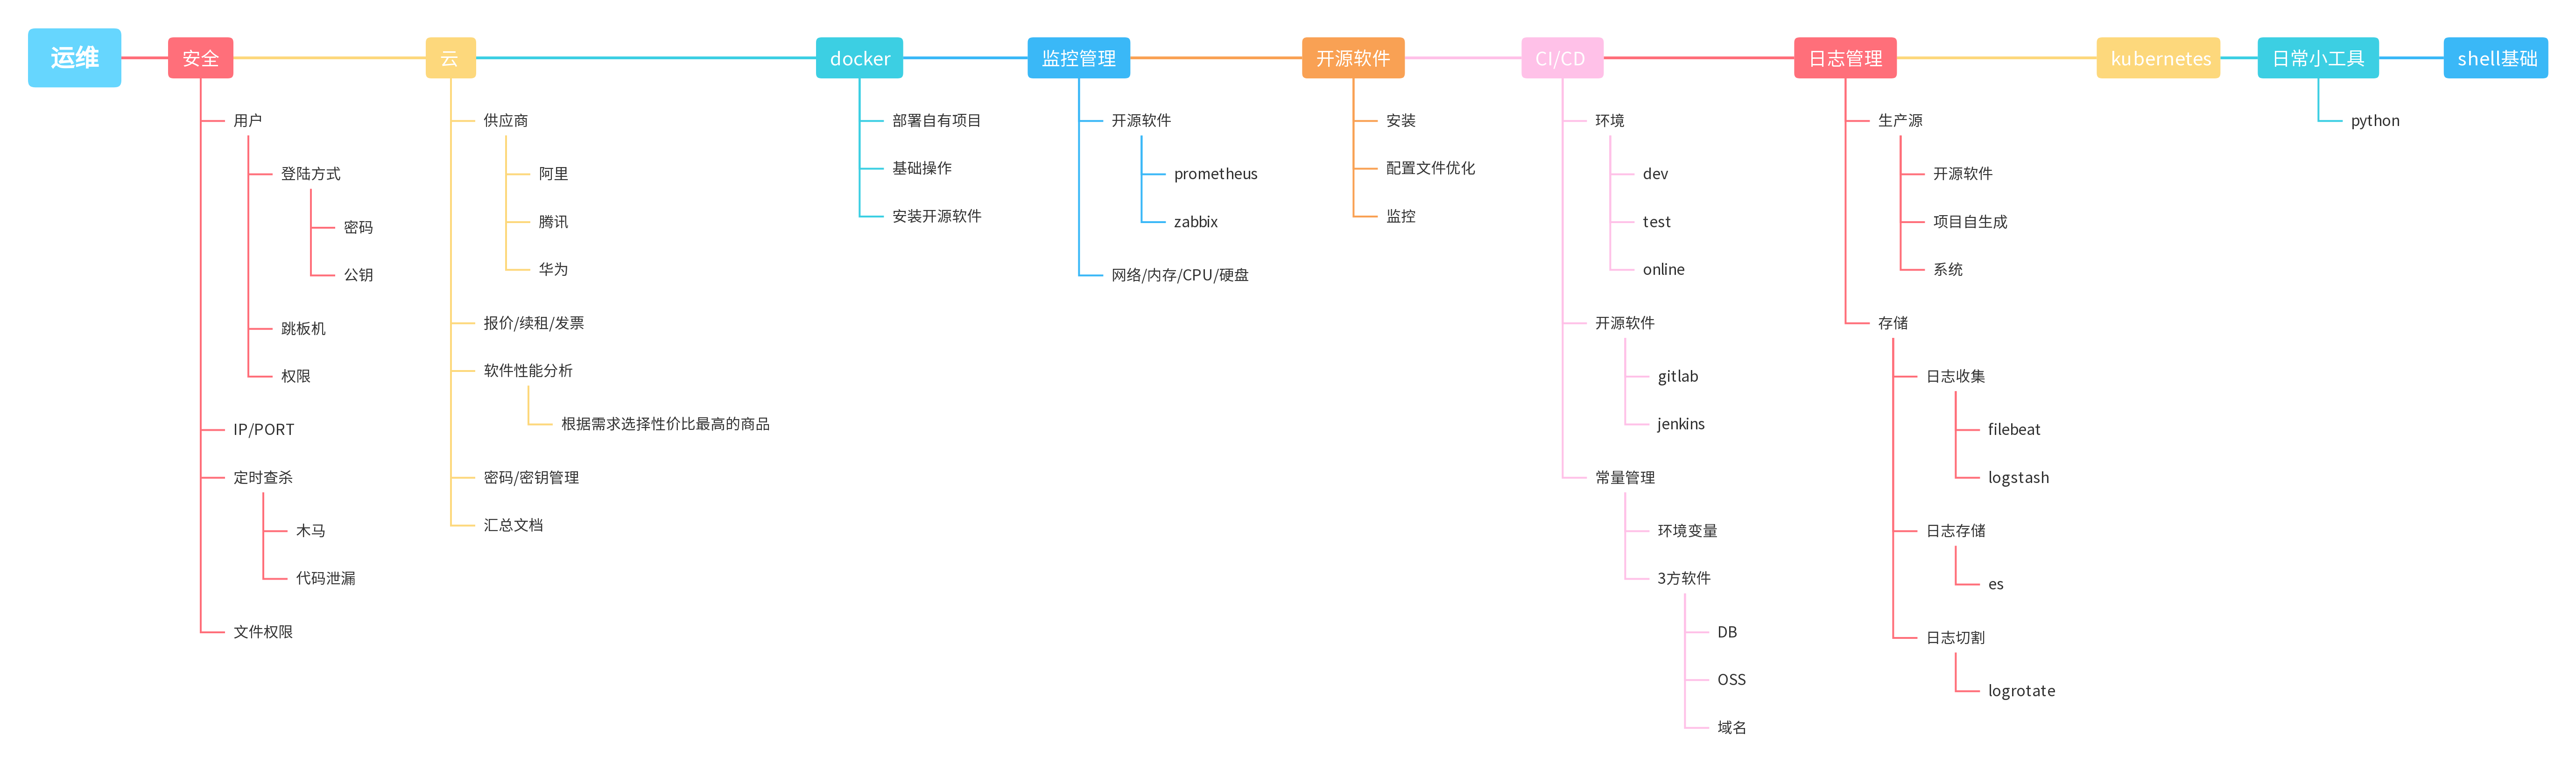 运维
安全
用户
登陆方式
密码
公钥
跳板机
权限
IP/PORT
定时查杀
木马
代码泄漏
文件权限
云
供应商
阿里
腾讯
华为
报价/续租/发票
软件性能分析
根据需求选择性价比最高的商品
密码/密钥管理
汇总文档
docker
部署自有项目
基础操作
安装开源软件
监控管理
开源软件
prometheus
zabbix
网络/内存/CPU/硬盘
开源软件
安装
配置文件优化
监控
CI/CD
环境
dev
test
online
开源软件
gitlab
jenkins
常量管理
环境变量
3方软件
DB
OSS
域名
日志管理
生产源
开源软件
项目自生成
系统
存储
日志收集
filebeat
logstash
日志存储
es
日志切割
logrotate
kubernetes
日常小工具
python
shell基础